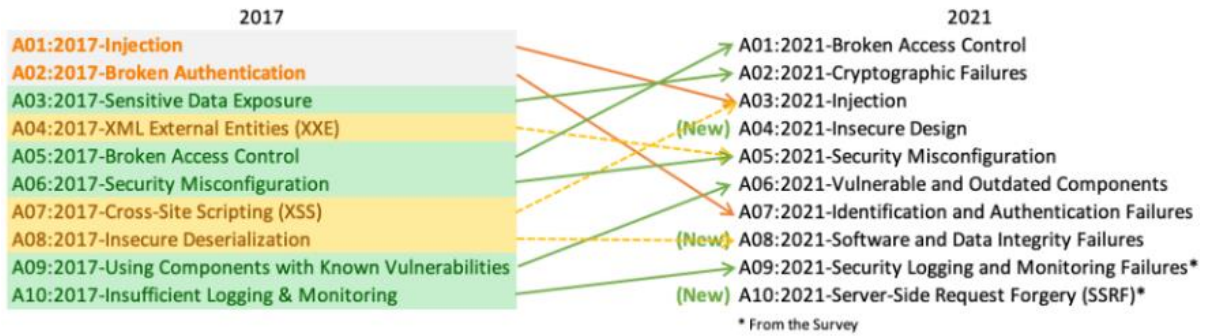 2017
A01:2017-Injection
A02:2017-Broken Authentication
A03:2017-Sensitive Data Exposure
A04:2017-XML External Entities (XXE)
A05:2017-Broken Access Control
A06:2017-Security Misconfiguration
A07:2017-Cross-Site Scripting (XSS)
A08:2017-Insecure Deserialization
A09:2017-Using Components with Known Vulnerabilities
A10:2017-Insufficient Logging & Monitoring
2021
A01:2021-Broken Access Control
A02:2021-Cryptographic Failures
A03:2021-Injection
(New) A04:2021-Insecure Design
A05:2021-Security Misconfiguration
A06:2021-Vulnerable and Outdated Components
A07:2021-Identification and Authentication Failures
(New) A08:2021-Software and Data Integrity Failures
A09:2021-Security Logging and Monitoring Failures*
(New) A10:2021-Server-Side Request Forgery (SSRF)*
* From the Survey